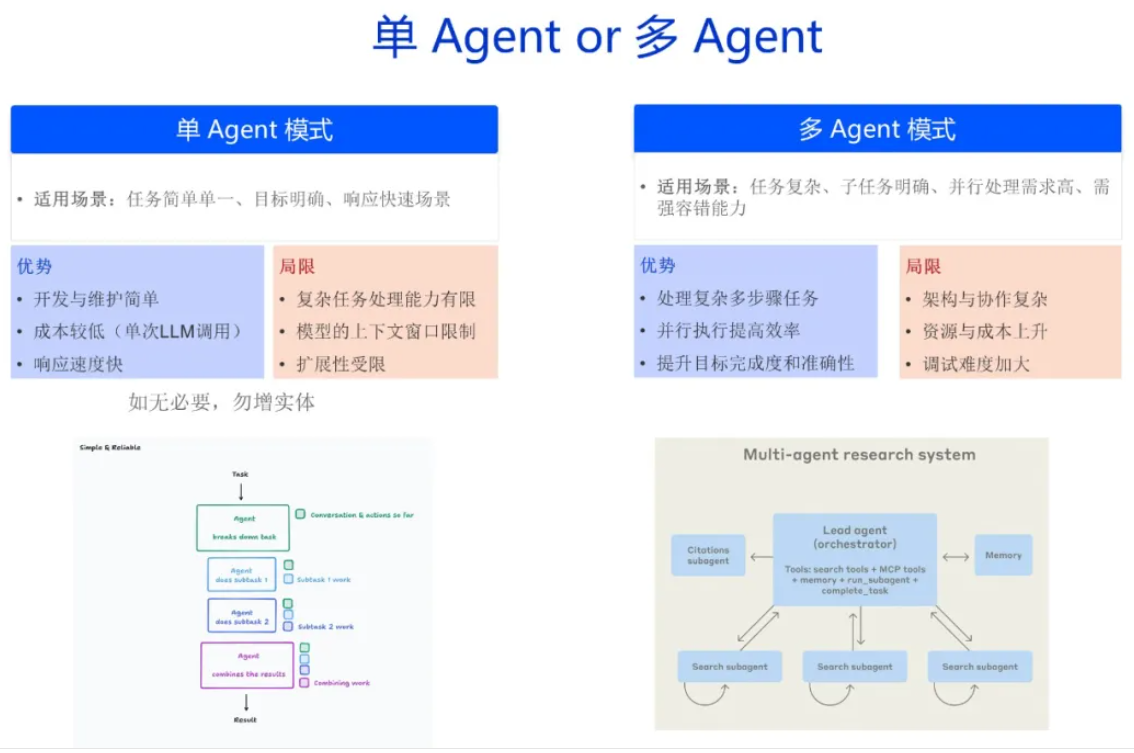 单 Agent or 多 Agent
单 Agent 模式
• 适用场景：任务简单单一、目标明确、响应快速场景
优势
• 开发与维护简单
• 成本较低（单次LLM调用）
• 响应速度快
局限
• 复杂任务处理能力有限
• 模型的上下文窗口限制
• 扩展性受限
如无必要，勿增实体
Simple & Reliable
Task
Agent
breaks down task
Conversation & actions so far
Agent
does subtask 1
Subtask 1 work
Agent
does subtask 2
Subtask 2 work
Agent
combines the results
Combining work
Result
多 Agent 模式
• 适用场景：任务复杂、子任务明确、并行处理需求高、需
强容错能力
优势
• 处理复杂多步骤任务
• 并行执行提高效率
• 提升目标完成度和准确性
局限
• 架构与协作复杂
• 资源与成本上升
• 调试难度加大
Multi-agent research system
Citations
subagent
Lead agent
(orchestrator)
Tools: search tools + MCP tools
+ memory + run_subagent +
complete_task
Memory
Search subagent
Search subagent
Search subagent